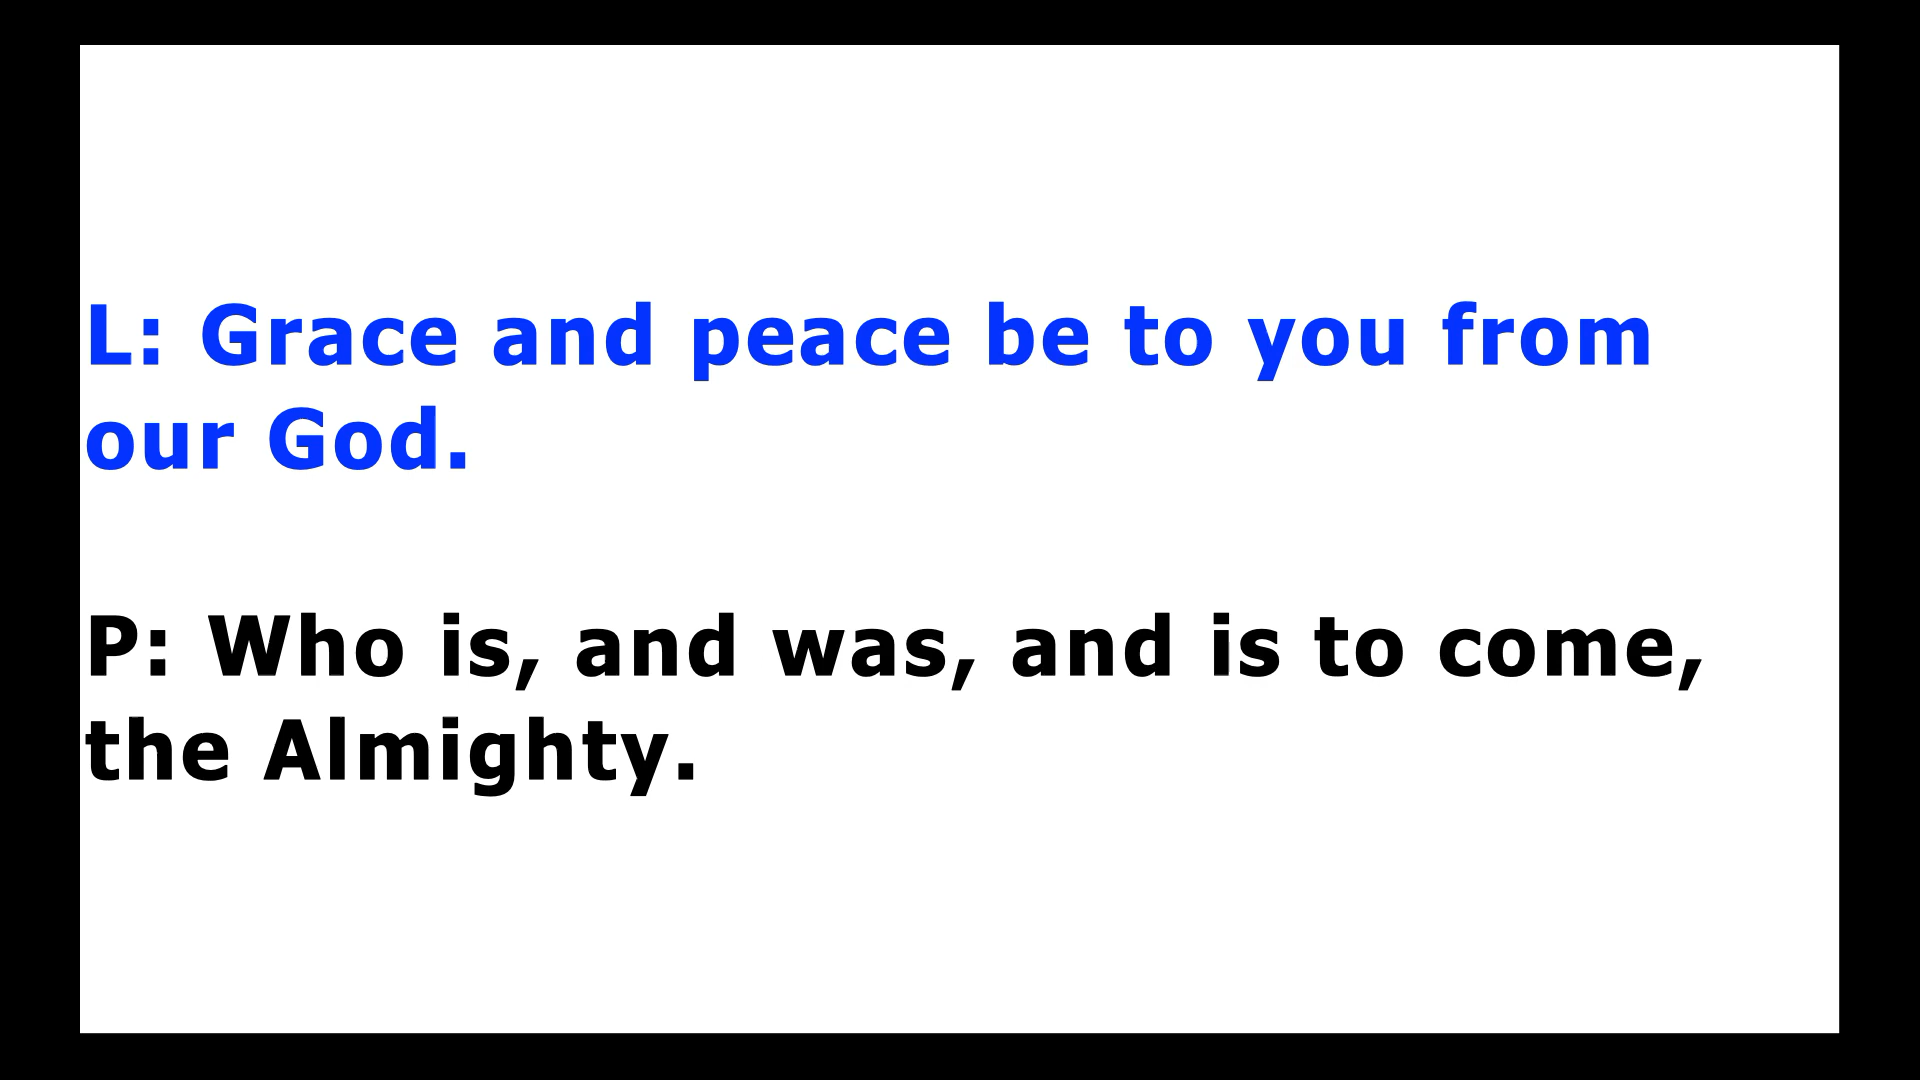 L: Grace and peace be to you from
our God.
P: Who is, and was, and is to come,
the Almighty.